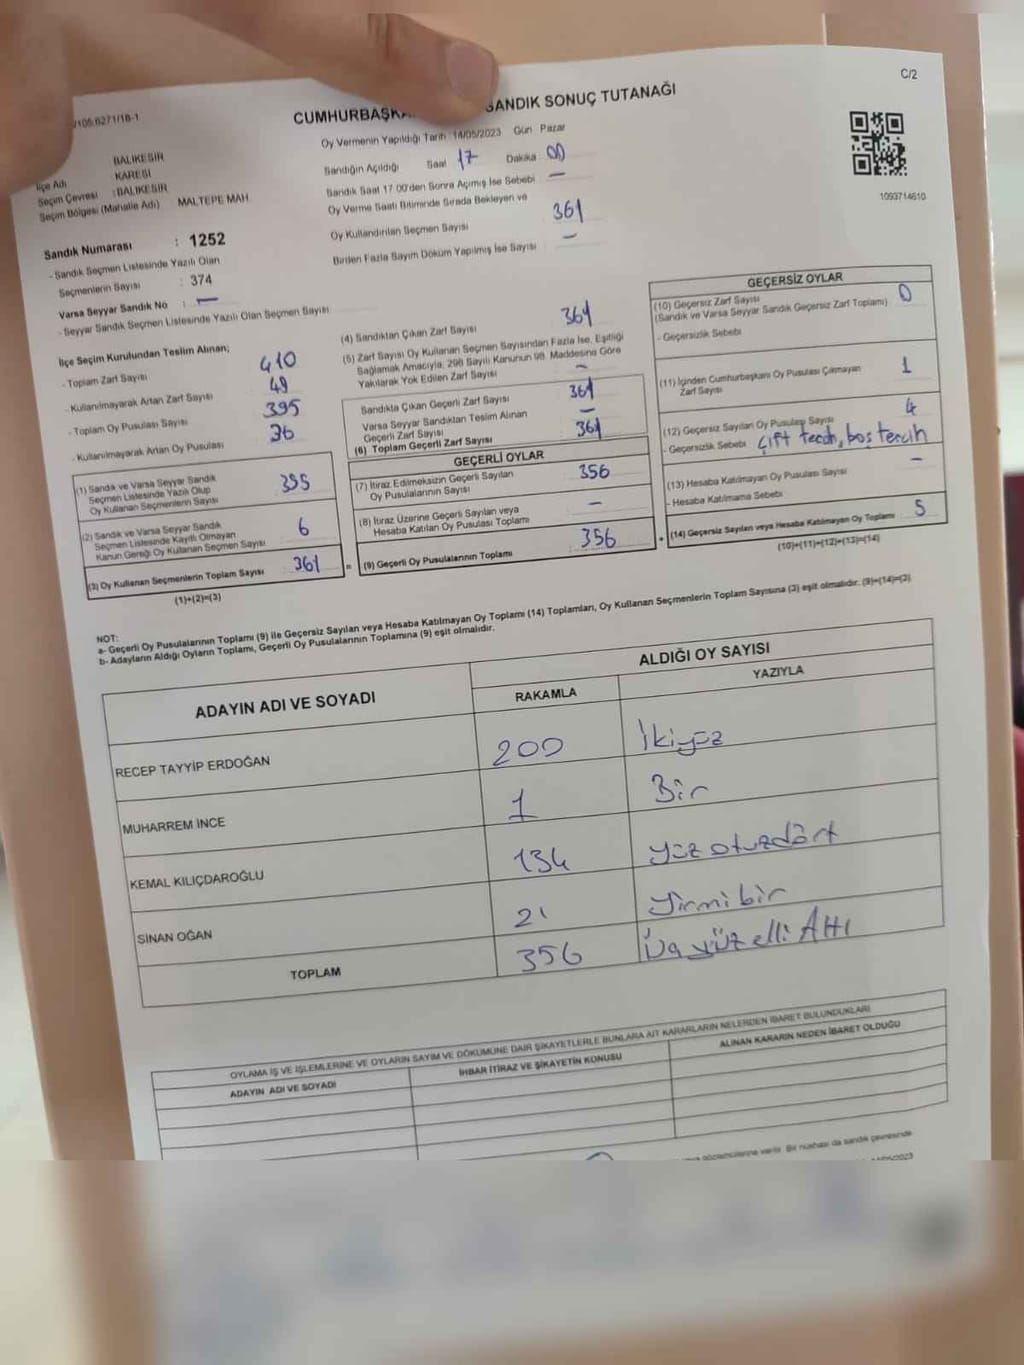 C/2
CUMHURBAŞKA SANDIK SONUÇ TUTANAĞI
/105.6271/1B-1
Oy Vermenin Yapıldığı Tarih 14/05/2023 Gün Pazar
BALIKESİR
İlçe Adı KARESİ
Seçim Çevresi : BALIKESİR
Seçim Bölgesi (Mahalle Adı) MALTEPE MAH.
Sandığın Açıldığı Saat 17 Dakika 00
Sandık Saat 17.00'den Sonra Açılmış İse Sebebi —
Oy Verme Saati Bitiminde Sırada Bekleyen ve
Oy Kullandırılan Seçmen Sayısı 361
Birden Fazla Sayım Döküm Yapılmış İse Sayısı —
1093714610
Sandık Numarası : 1252
- Sandık Seçmen Listesinde Yazılı Olan
Seçmenlerin Sayısı : 374
Varsa Seyyar Sandık No : —
- Seyyar Sandık Seçmen Listesinde Yazılı Olan Seçmen Sayısı
İlçe Seçim Kurulundan Teslim Alınan;
- Toplam Zarf Sayısı 410
- Kullanılmayarak Artan Zarf Sayısı 49
- Toplam Oy Pusulası Sayısı 395
- Kullanılmayarak Artan Oy Pusulası 36
(1) Sandık ve Varsa Seyyar Sandık
Seçmen Listesinde Yazılı Olup
Oy Kullanan Seçmenlerin Sayısı 355
(2) Sandık ve Varsa Seyyar Sandık
Seçmen Listesinde Kayıtlı Olmayan
Kanun Gereği Oy Kullanan Seçmen Sayısı 6
(3) Oy Kullanan Seçmenlerin Toplam Sayısı 361
(1)+(2)=(3)
(4) Sandıktan Çıkan Zarf Sayısı 361
(5) Zarf Sayısı Oy Kullanan Seçmen Sayısından Fazla İse, Eşitliği
Sağlamak Amacıyla, 298 Sayılı Kanunun 98. Maddesine Göre
Yakılarak Yok Edilen Zarf Sayısı —
Sandıkta Çıkan Geçerli Zarf Sayısı 361
Varsa Seyyar Sandıktan Teslim Alınan
Geçerli Zarf Sayısı —
(6) Toplam Geçerli Zarf Sayısı 361
GEÇERLİ OYLAR
(7) İtiraz Edilmeksizin Geçerli Sayılan
Oy Pusulalarının Sayısı 356
(8) İtiraz Üzerine Geçerli Sayılan veya
Hesaba Katılan Oy Pusulası Toplamı —
= (9) Geçerli Oy Pusulalarının Toplamı 356
GEÇERSİZ OYLAR
(10) Geçersiz Zarf Sayısı
(Sandık ve Varsa Seyyar Sandık Geçersiz Zarf Toplamı) 0
- Geçersizlik Sebebi
(11) İçinden Cumhurbaşkanı Oy Pusulası Çıkmayan
Zarf Sayısı 1
(12) Geçersiz Sayılan Oy Pusulası Sayısı 4
- Geçersizlik Sebebi çift tercih, boş tercih
(13) Hesaba Katılmayan Oy Pusulası Sayısı —
- Hesaba Katılmama Sebebi
+ (14) Geçersiz Sayılan veya Hesaba Katılmayan Oy Toplamı 5
(10)+(11)+(12)+(13)=(14)
NOT:
a- Geçerli Oy Pusulalarının Toplamı (9) ile Geçersiz Sayılan veya Hesaba Katılmayan Oy Toplamı (14) Toplamları, Oy Kullanan Seçmenlerin Toplam Sayısına (3) eşit olmalıdır. (9)+(14)=(3)
b- Adayların Aldığı Oyların Toplamı, Geçerli Oy Pusulalarının Toplamına (9) eşit olmalıdır.
ADAYIN ADI VE SOYADI
ALDIĞI OY SAYISI
RAKAMLA YAZIYLA
RECEP TAYYİP ERDOĞAN 200 İkiyüz
MUHARREM İNCE 1 Bir
KEMAL KILIÇDAROĞLU 134 yüz otuzdört
SİNAN OĞAN 21 yirmibir
TOPLAM 356 Üçyüz elli Altı
OYLAMA İŞ VE İŞLEMLERİNE VE OYLARIN SAYIM VE DÖKÜMÜNE DAİR ŞİKAYETLERLE BUNLARA AİT KARARLARIN NELERDEN İBARET BULUNDUKLARI
ADAYIN ADI VE SOYADI İHBAR İTİRAZ VE ŞİKAYETİN KONUSU ALINAN KARARIN NEDEN İBARET OLDUĞU
gözlemcilerine verilir. Bir nüshası da sandık çevresinde